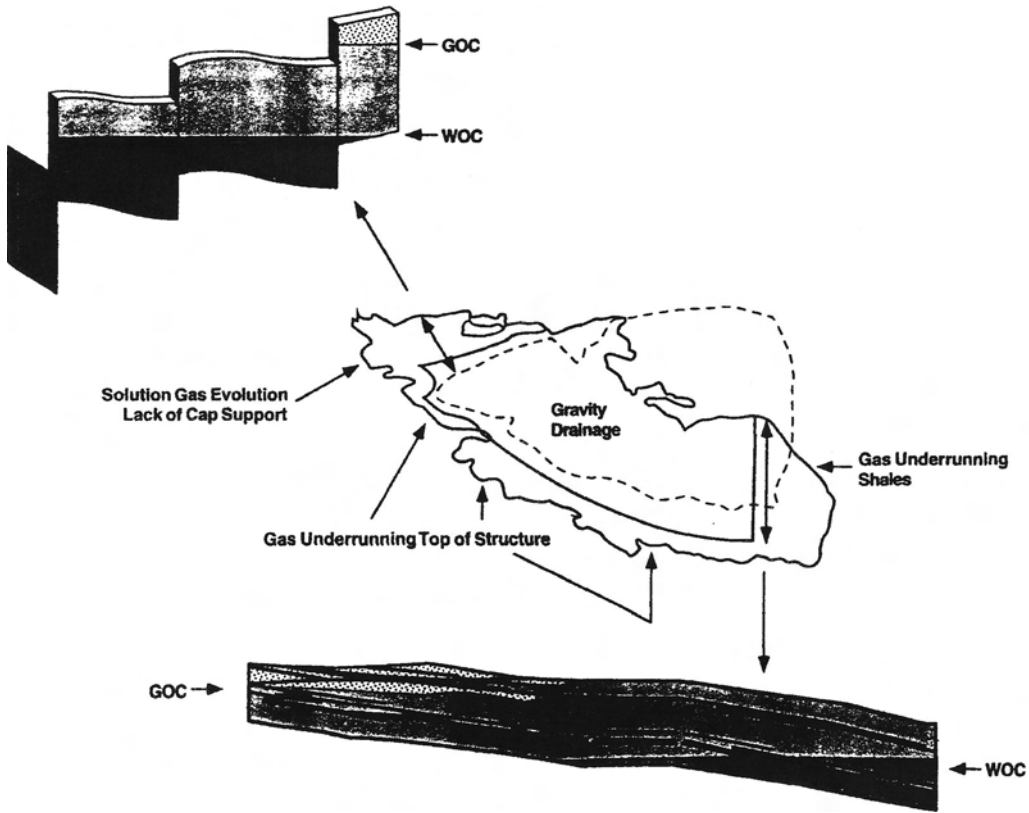 GOC
WOC
Solution Gas Evolution
Lack of Cap Support
Gravity
Drainage
Gas Underrunning
Shales
Gas Underrunning Top of Structure
GOC
WOC